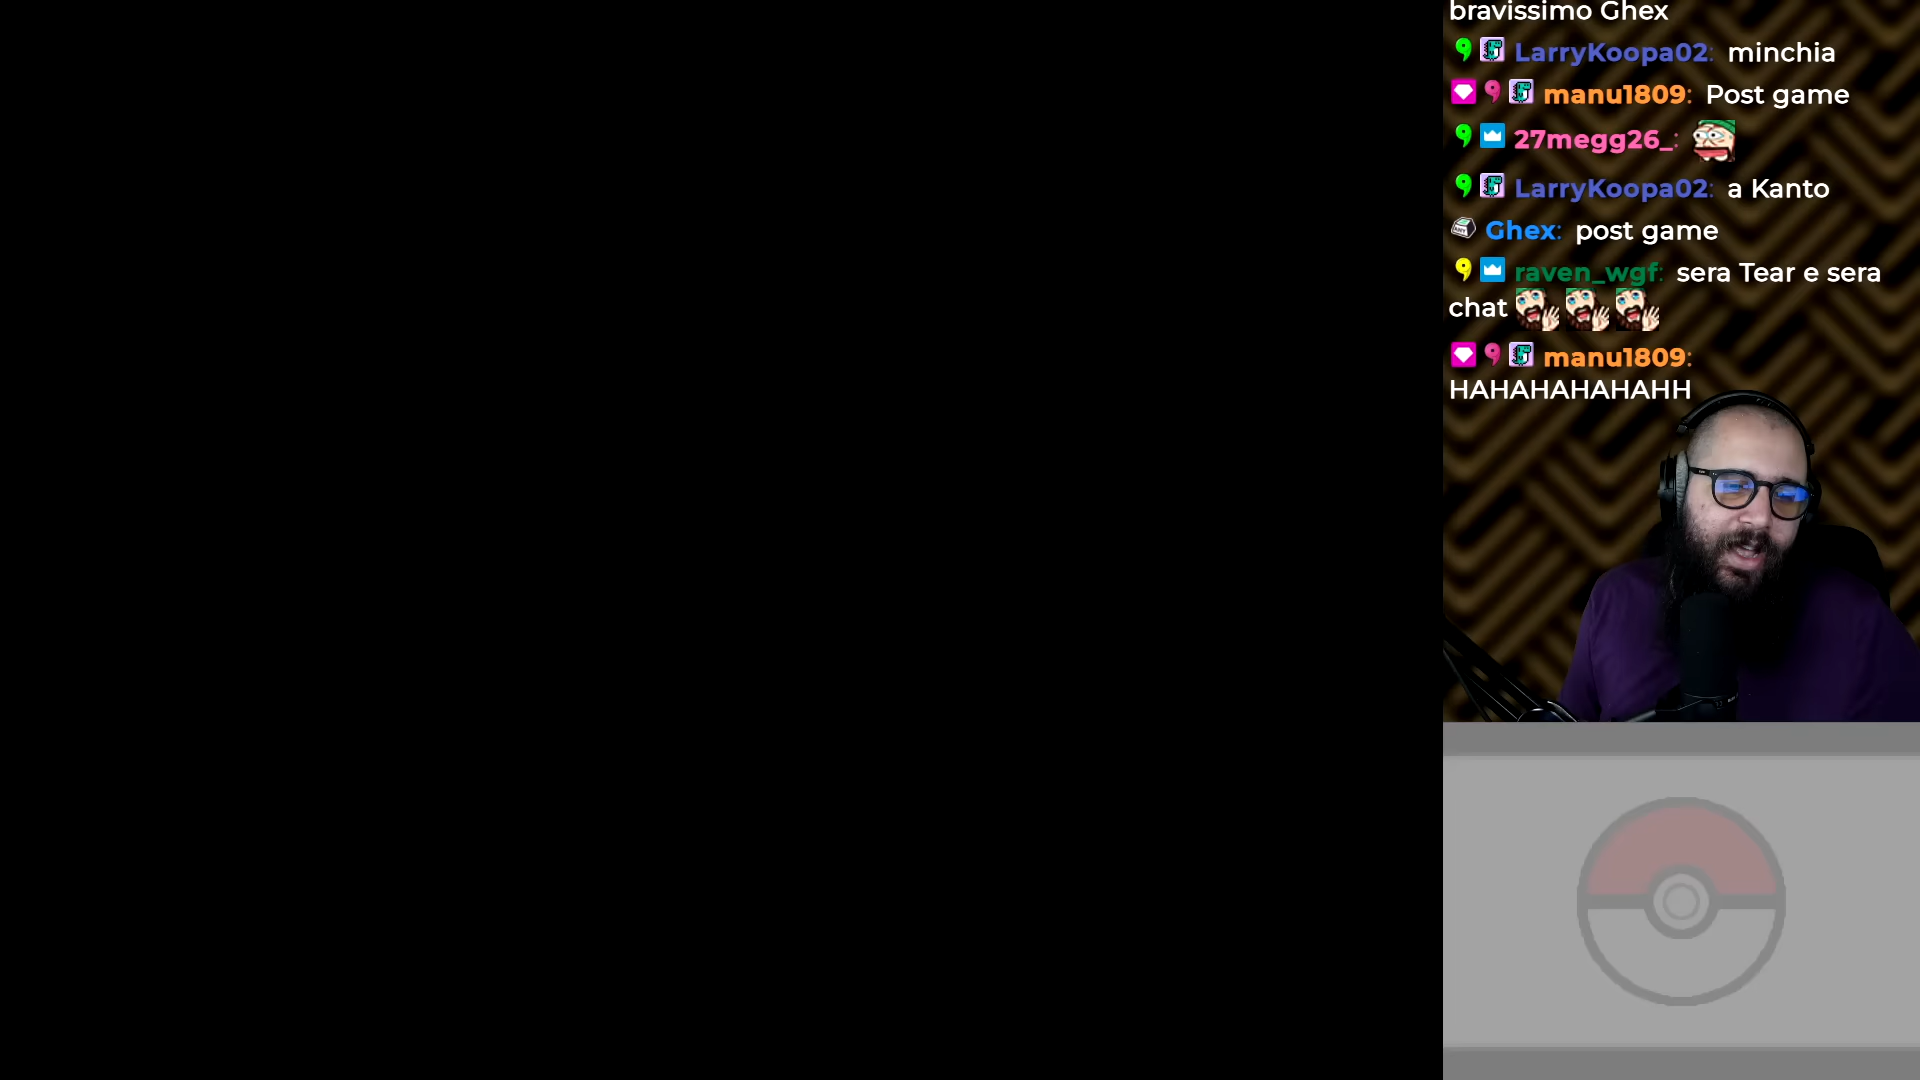 bravissimo Ghex
LarryKoopa02: minchia
manu1809: Post game
27megg26_:
LarryKoopa02: a Kanto
Ghex: post game
raven_wgf: sera Tear e sera
chat
manu1809:
HAHAHAHAHAHH